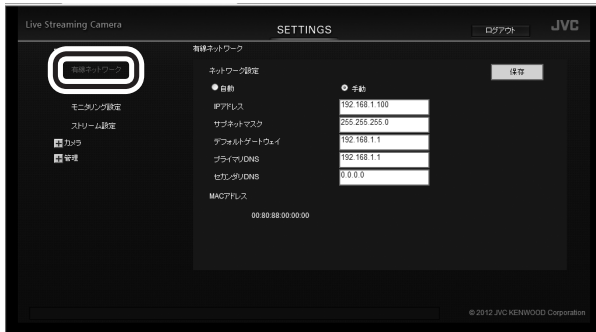 Live Streaming Camera
SETTINGS
ログアウト
JVC
有線ネットワーク
モニタリング設定
ストリーム設定
カメラ
管理
有線ネットワーク
ネットワーク設定
保存
自動
手動
IPアドレス
192.168.1.100
サブネットマスク
255.255.255.0
デフォルトゲートウェイ
192.168.1.1
プライマリDNS
192.168.1.1
セカンダリDNS
0.0.0.0
MACアドレス
00:80:88:00:00:00
© 2012 JVC KENWOOD Corporation